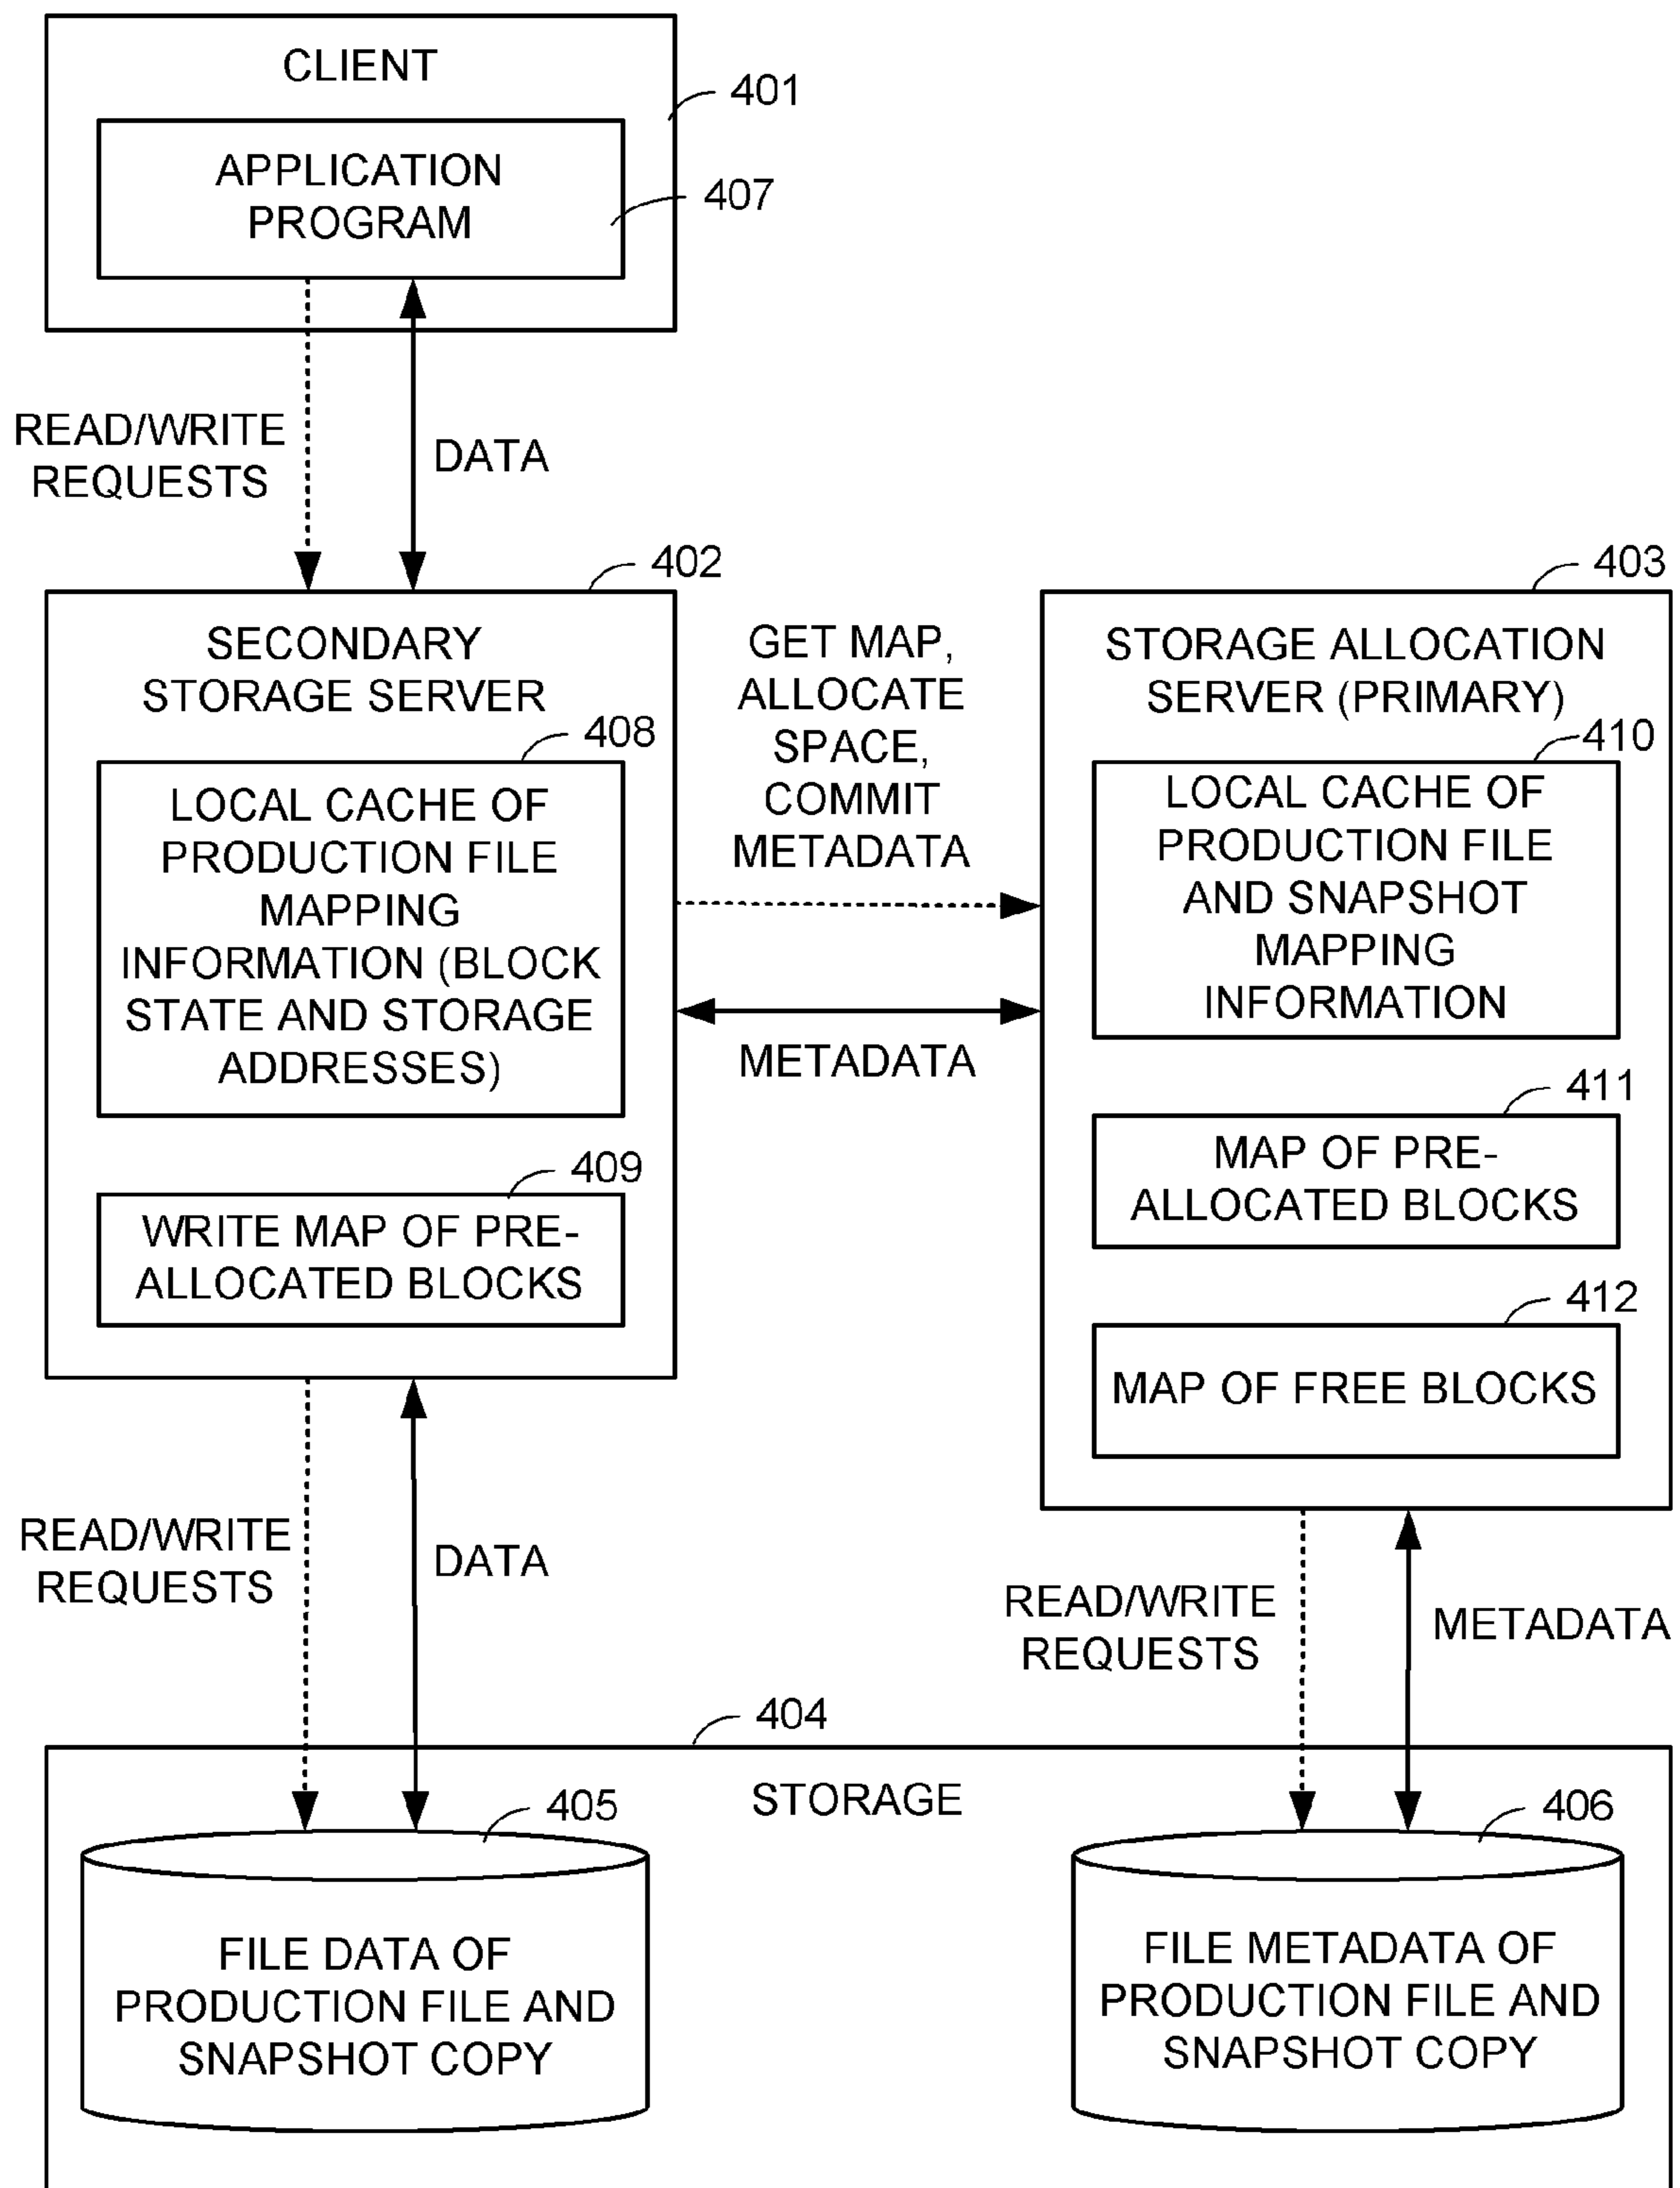 CLIENT
401
APPLICATION
PROGRAM
407
READ/WRITE
REQUESTS
DATA
402
SECONDARY
STORAGE SERVER
408
LOCAL CACHE OF
PRODUCTION FILE
MAPPING
INFORMATION (BLOCK
STATE AND STORAGE
ADDRESSES)
409
WRITE MAP OF PRE-
ALLOCATED BLOCKS
GET MAP,
ALLOCATE
SPACE,
COMMIT
METADATA
METADATA
403
STORAGE ALLOCATION
SERVER (PRIMARY)
410
LOCAL CACHE OF
PRODUCTION FILE
AND SNAPSHOT
MAPPING
INFORMATION
411
MAP OF PRE-
ALLOCATED BLOCKS
412
MAP OF FREE BLOCKS
READ/WRITE
REQUESTS
DATA
READ/WRITE
REQUESTS
METADATA
404
STORAGE
405
FILE DATA OF
PRODUCTION FILE AND
SNAPSHOT COPY
406
FILE METADATA OF
PRODUCTION FILE AND
SNAPSHOT COPY